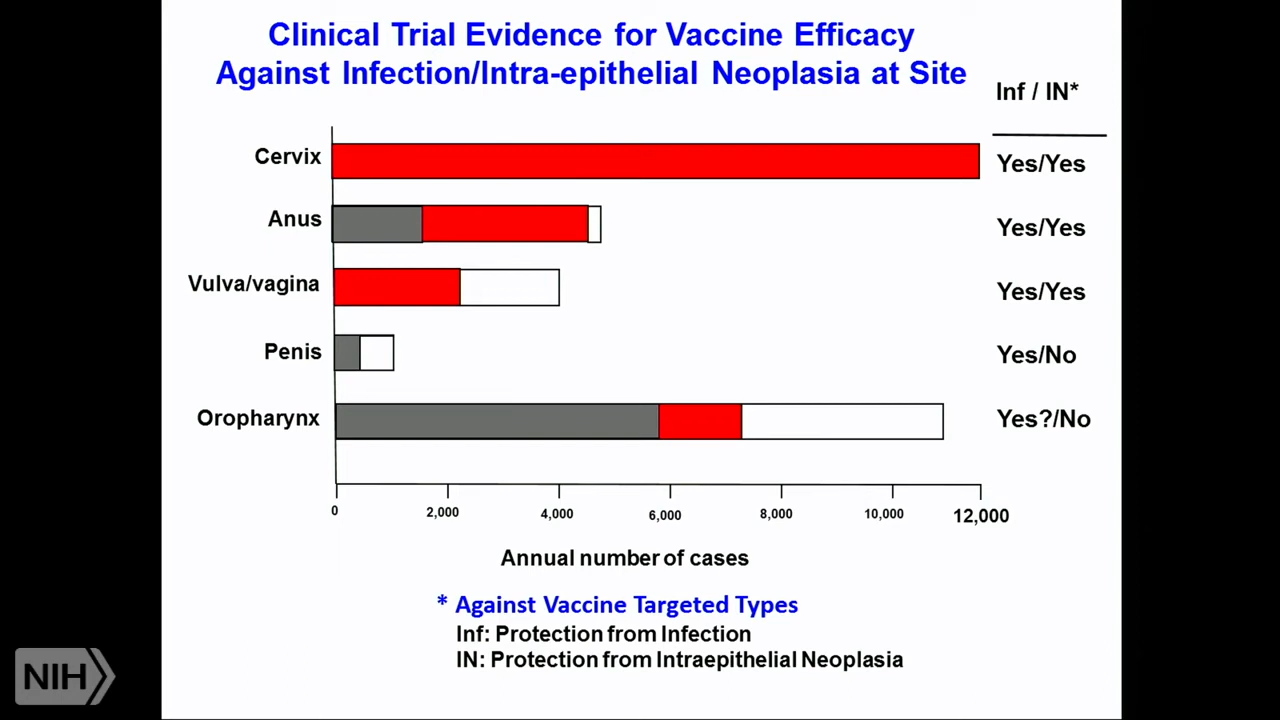 Clinical Trial Evidence for Vaccine Efficacy
Against Infection/Intra-epithelial Neoplasia at Site
Inf / IN*
Cervix
Yes/Yes
Anus
Yes/Yes
Vulva/vagina
Yes/Yes
Penis
Yes/No
Oropharynx
Yes?/No
0
2,000
4,000
6,000
8,000
10,000
12,000
Annual number of cases
* Against Vaccine Targeted Types
Inf: Protection from Infection
IN: Protection from Intraepithelial Neoplasia
NIH